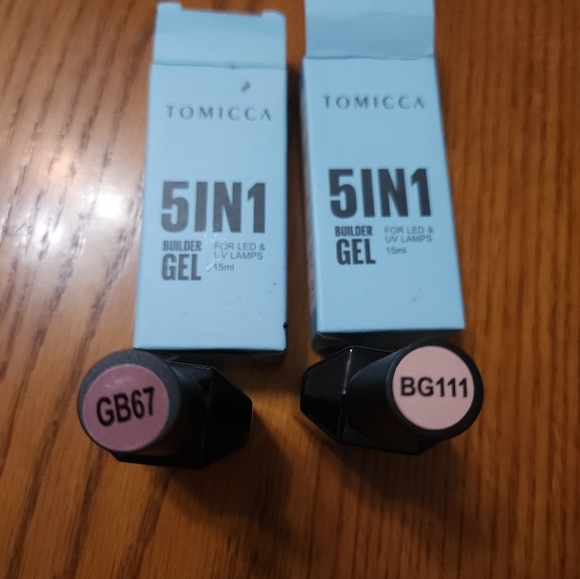 TOMICCA
5IN1
BUILDER
GEL
FOR LED &
UV LAMPS
15ml
TOMICCA
5IN1
BUILDER
GEL
FOR LED &
UV LAMPS
15ml
GB67
BG111